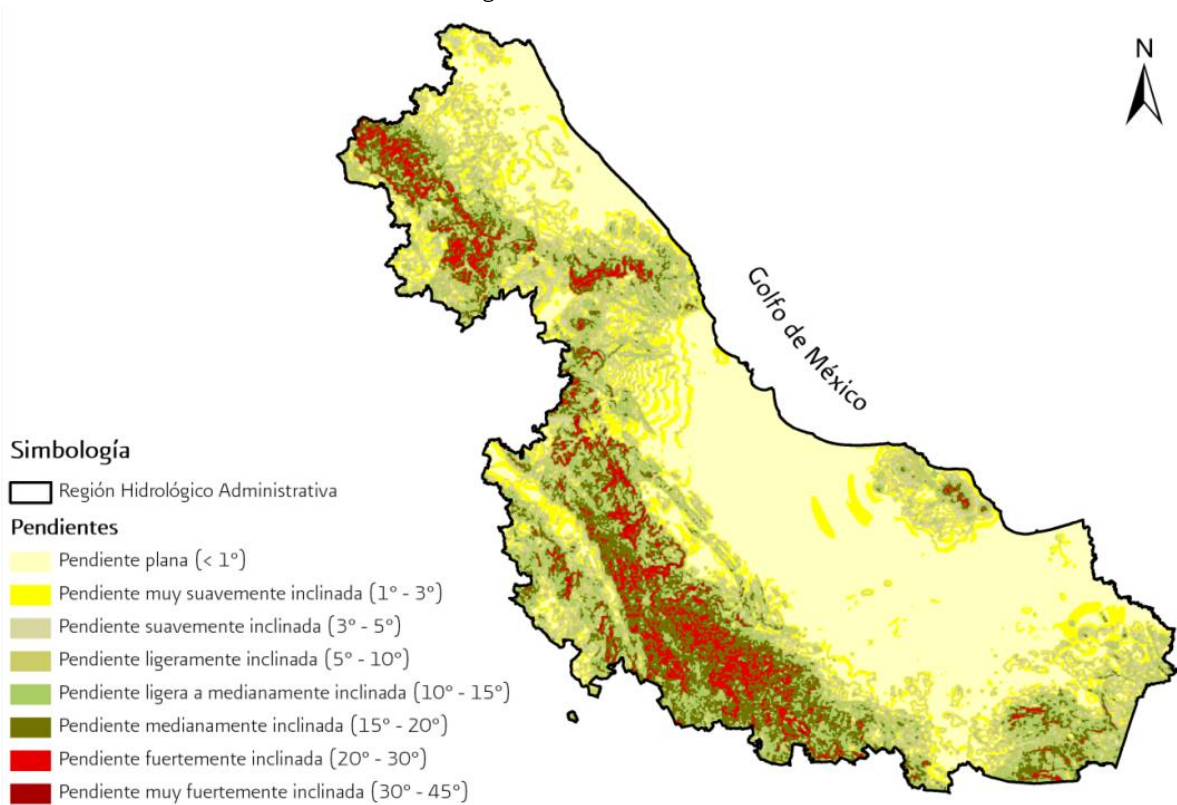 N
Golfo de México
Simbología
Región Hidrológico Administrativa
Pendientes
Pendiente plana (< 1°)
Pendiente muy suavemente inclinada (1° - 3°)
Pendiente suavemente inclinada (3° - 5°)
Pendiente ligeramente inclinada (5° - 10°)
Pendiente ligera a medianamente inclinada (10° - 15°)
Pendiente medianamente inclinada (15° - 20°)
Pendiente fuertemente inclinada (20° - 30°)
Pendiente muy fuertemente inclinada (30° - 45°)